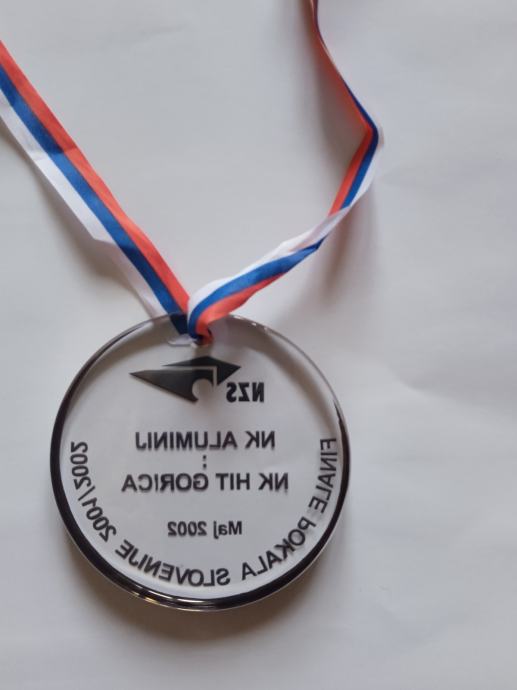 NZS
NK ALUMINIJ
:
NK HIT GORICA
Maj 2002
FINALE POKALA SLOVENIJE 2001/2002